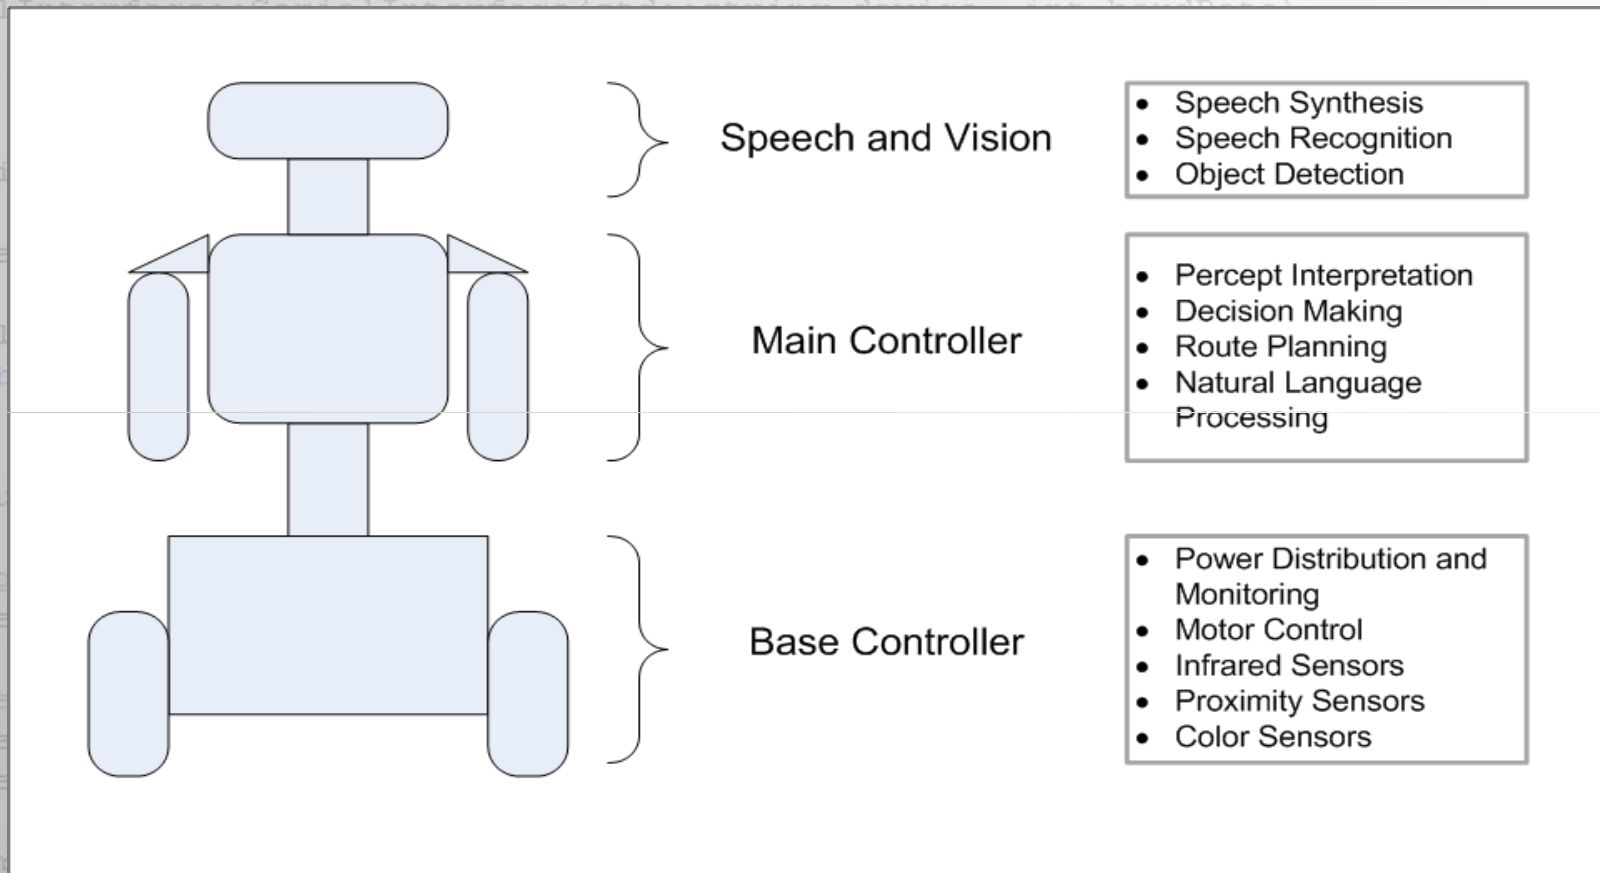 Speech and Vision
• Speech Synthesis
• Speech Recognition
• Object Detection
Main Controller
• Percept Interpretation
• Decision Making
• Route Planning
• Natural Language
Processing
Base Controller
• Power Distribution and
Monitoring
• Motor Control
• Infrared Sensors
• Proximity Sensors
• Color Sensors